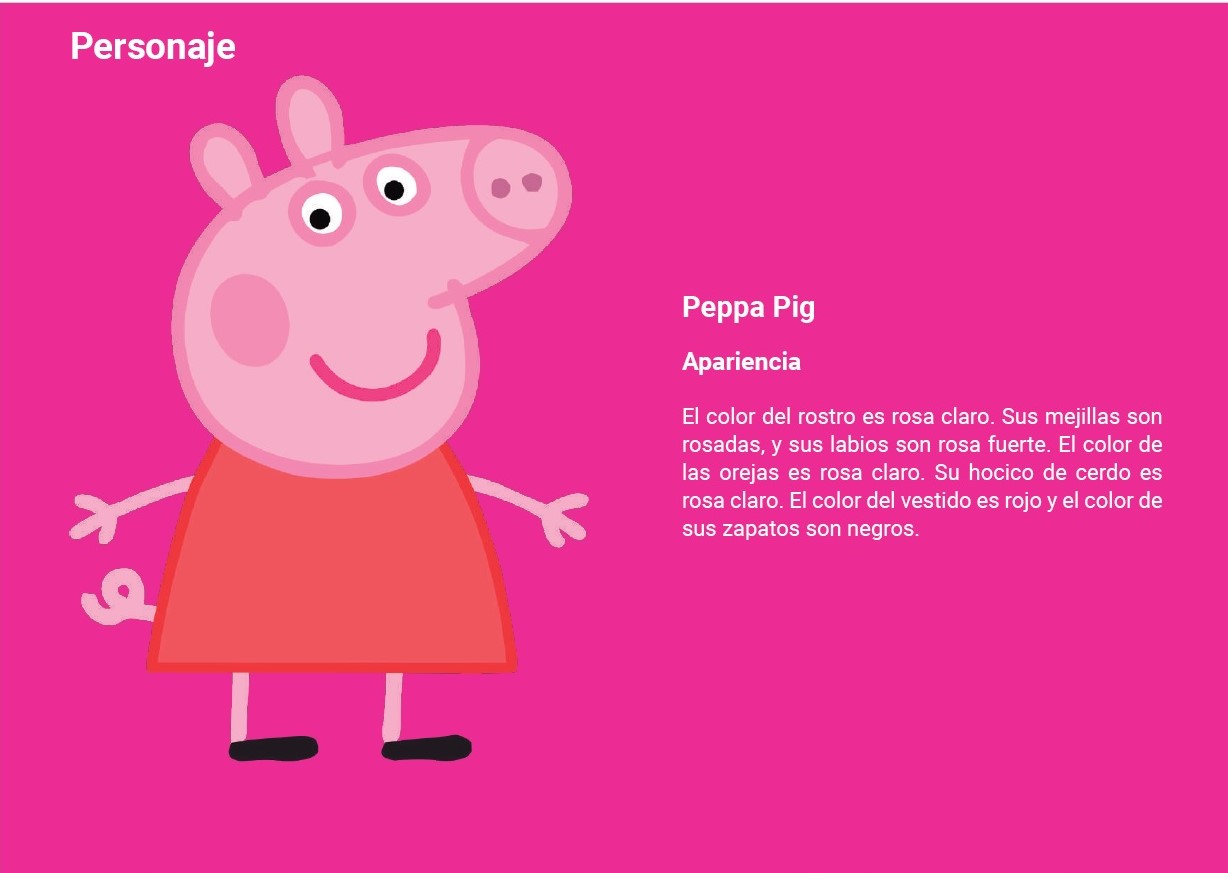 Personaje
Peppa Pig
Apariencia
El color del rostro es rosa claro. Sus mejillas son
rosadas, y sus labios son rosa fuerte. El color de
las orejas es rosa claro. Su hocico de cerdo es
rosa claro. El color del vestido es rojo y el color de
sus zapatos son negros.